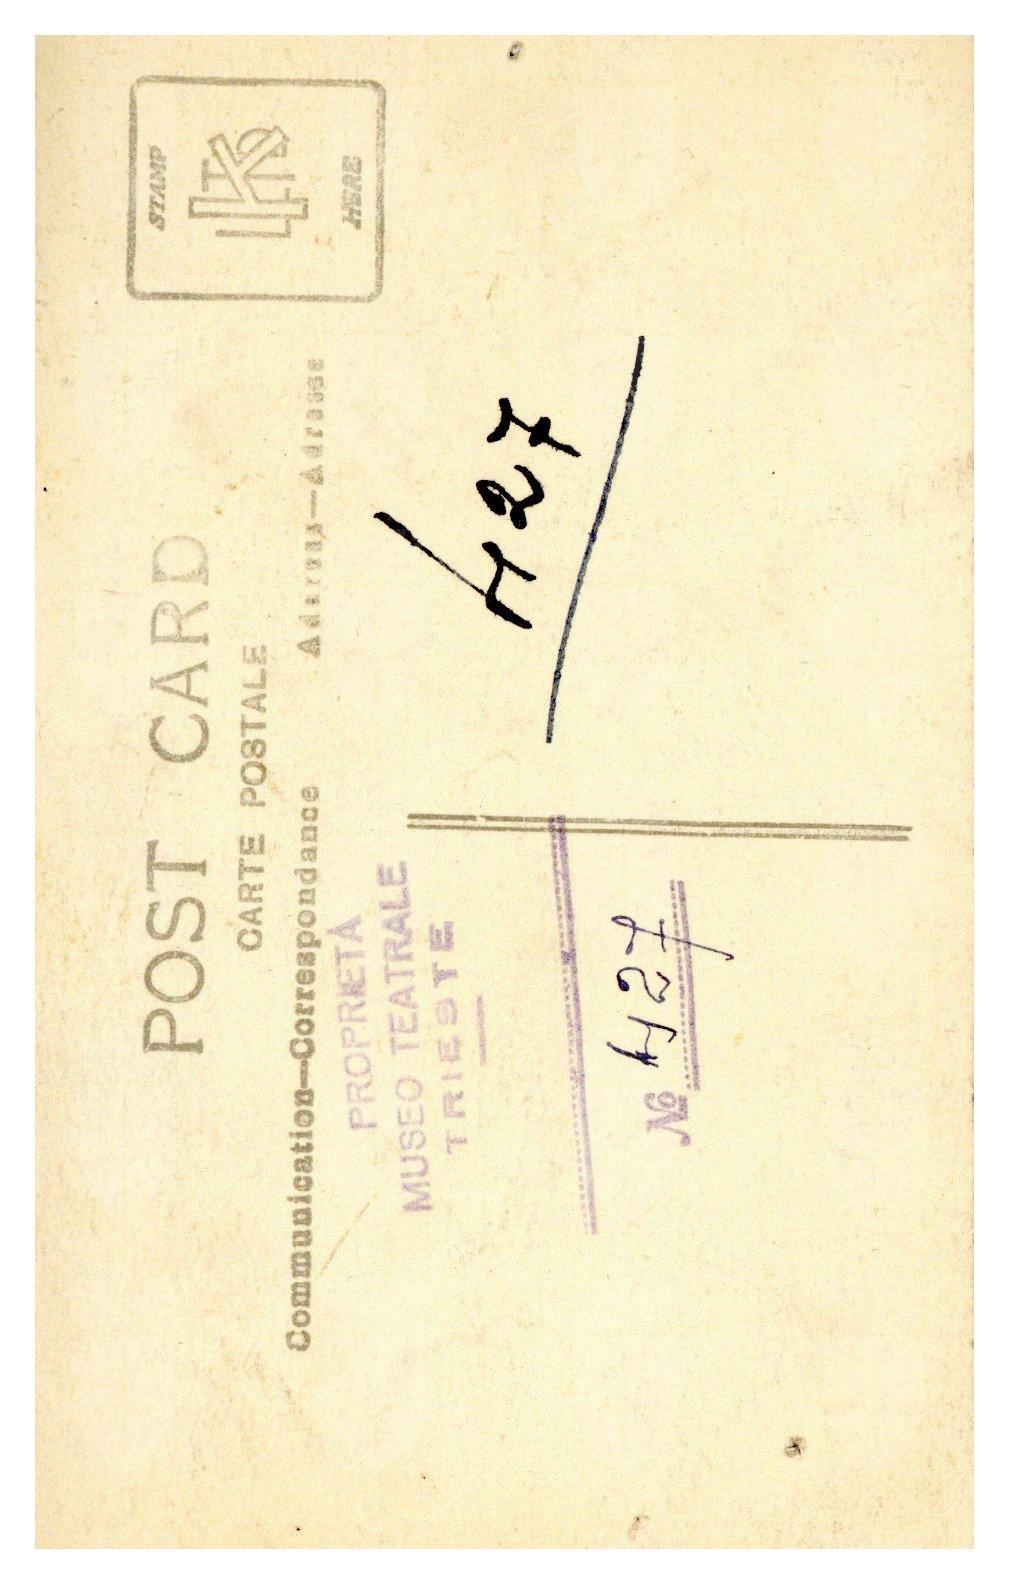 POST CARD
CARTE POSTALE
Communication—Correspondance
Address—Adresse
STAMP
HERE
PROPRIETÀ
MUSEO TEATRALE
TRIESTE
427
№ 427